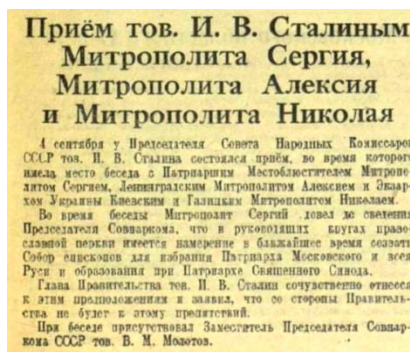 Приём тов. И. В. Сталиным
Митрополита Сергия,
Митрополита Алексия
и Митрополита Николая
4 сентября у Председателя Совета Народных Комиссаров
СССР тов. И. В. Сталина состоялся приём, во время которого
имела место беседа с Патриаршим Местоблюстителем Митропо-
литом Сергием, Ленинградским Митрополитом Алексием и Экзар-
хом Украины Киевским и Галицким Митрополитом Николаем.
Во время беседы Митрополит Сергий довел до сведения
Председателя Совнаркома, что в руководящих кругах право-
славной церкви имеется намерение в ближайшее время созвать
Собор епископов для избрания Патриарха Московского и всея
Руси и образования при Патриархе Священного Синода.
Глава Правительства тов. И. В. Сталин сочувственно отнесся
к этим предположениям и заявил, что со стороны Правитель-
ства не будет к этому препятствий.
При беседе присутствовал Заместитель Председателя Совнар-
кома СССР тов. В. М. Молотов.